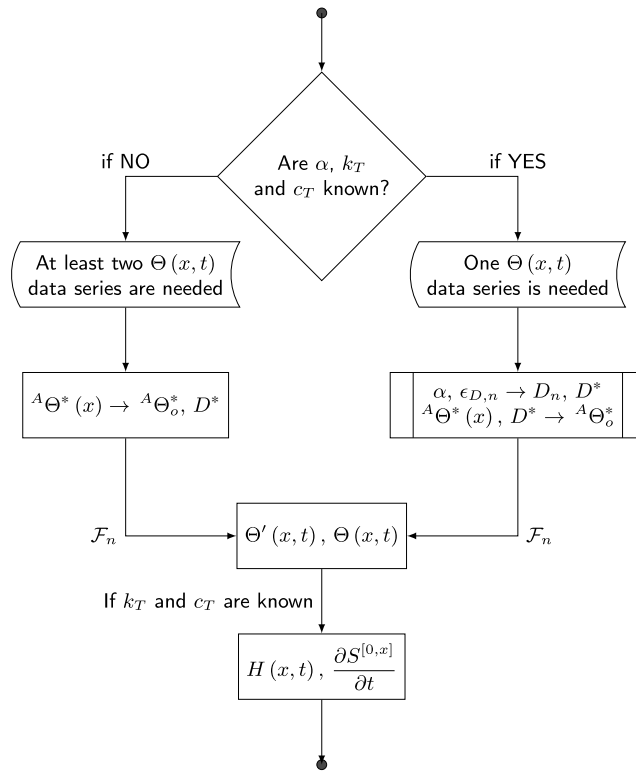 Are α, k_T
and c_T known?
if NO
if YES
At least two Θ (x, t)
data series are needed
One Θ (x, t)
data series is needed
^AΘ* (x) → ^AΘ*_o, D*
α, ϵ_{D,n} → D_n, D*
^AΘ* (x) , D* → ^AΘ*_o
ℱ_n
Θ′ (x, t) , Θ (x, t)
ℱ_n
If k_T and c_T are known
H (x, t) , ∂S^{[0,x]}/∂t